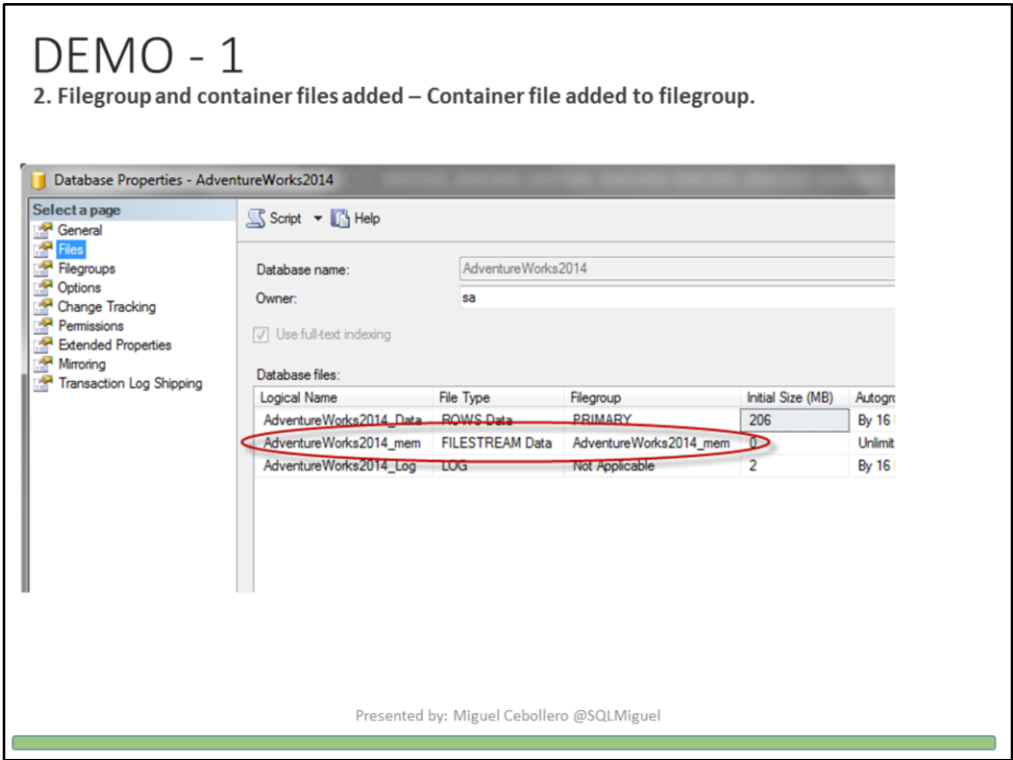 DEMO - 1
2. Filegroup and container files added – Container file added to filegroup.
Database Properties - AdventureWorks2014
Select a page
General
Files
Filegroups
Options
Change Tracking
Permissions
Extended Properties
Mirroring
Transaction Log Shipping
Script Help
Database name: AdventureWorks2014
Owner: sa
Use full-text indexing
Database files:
Logical Name File Type Filegroup Initial Size (MB) Autogro
AdventureWorks2014_Data ROWS Data PRIMARY 206 By 16
AdventureWorks2014_mem FILESTREAM Data AdventureWorks2014_mem 0 Unlimit
AdventureWorks2014_Log LOG Not Applicable 2 By 16
Presented by: Miguel Cebollero @SQLMiguel